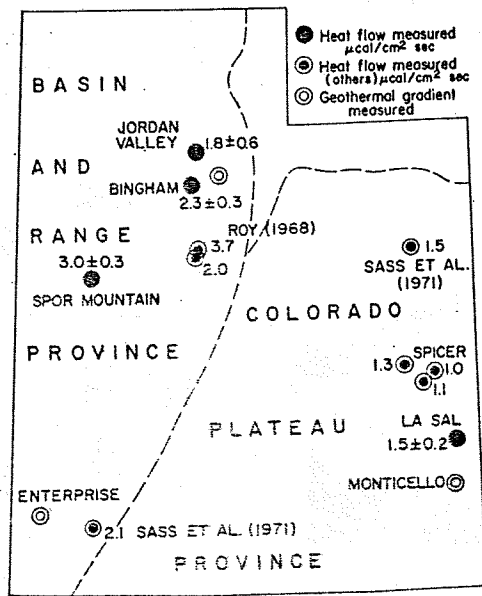 Heat flow measured
μcal/cm² sec
Heat flow measured
(others) μcal/cm² sec
Geothermal gradient
measured
BASIN
JORDAN
VALLEY
1.8±0.6
AND
BINGHAM
2.3±0.3
RANGE
ROY (1968)
3.7
2.0
3.0±0.3
SPOR MOUNTAIN
1.5
SASS ET AL.
(1971)
COLORADO
PROVINCE
SPICER
1.3
1.0
1.1
PLATEAU
LA SAL
1.5±0.2
MONTICELLO
ENTERPRISE
2.1 SASS ET AL. (1971)
PROVINCE